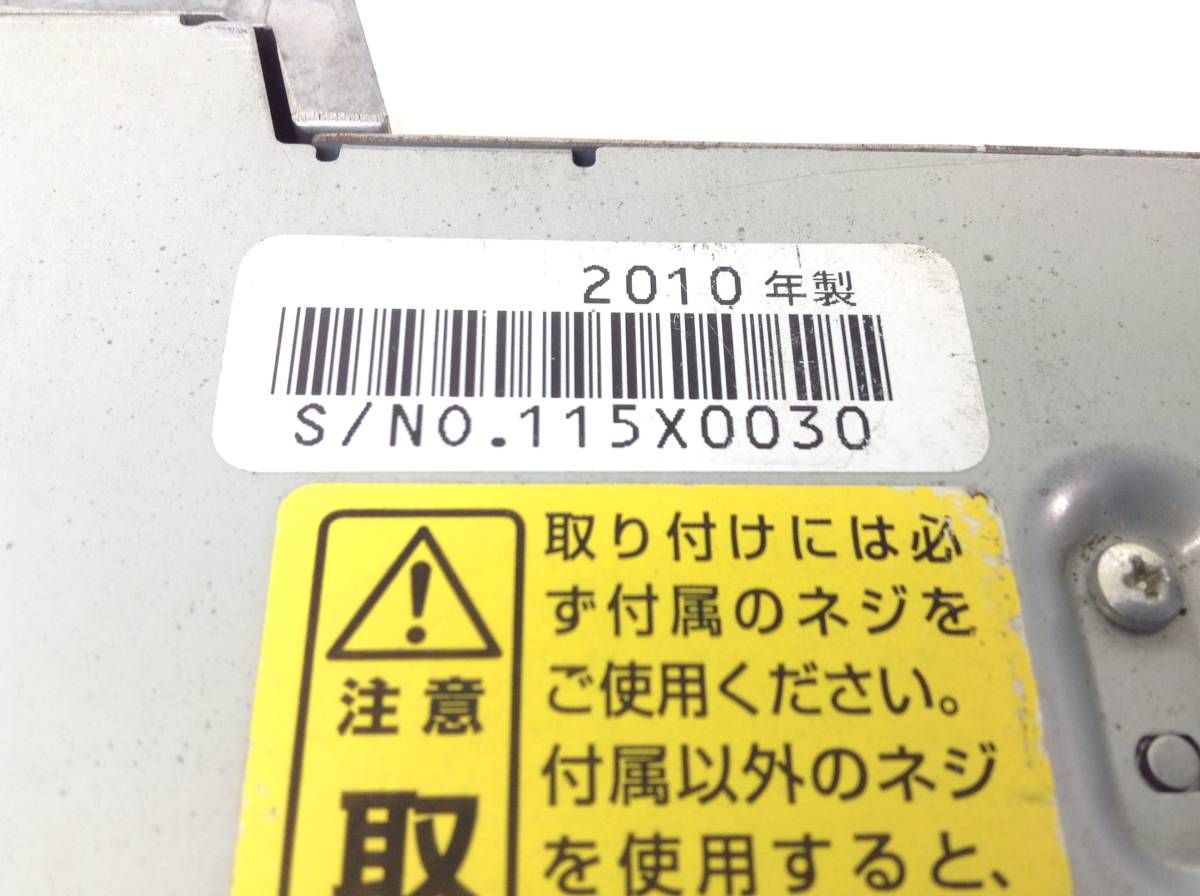 2010 年製
S/NO.115X0030
注意
取
取り付けには必
ず付属のネジを
ご使用ください。
付属以外のネジ
を使用すると、